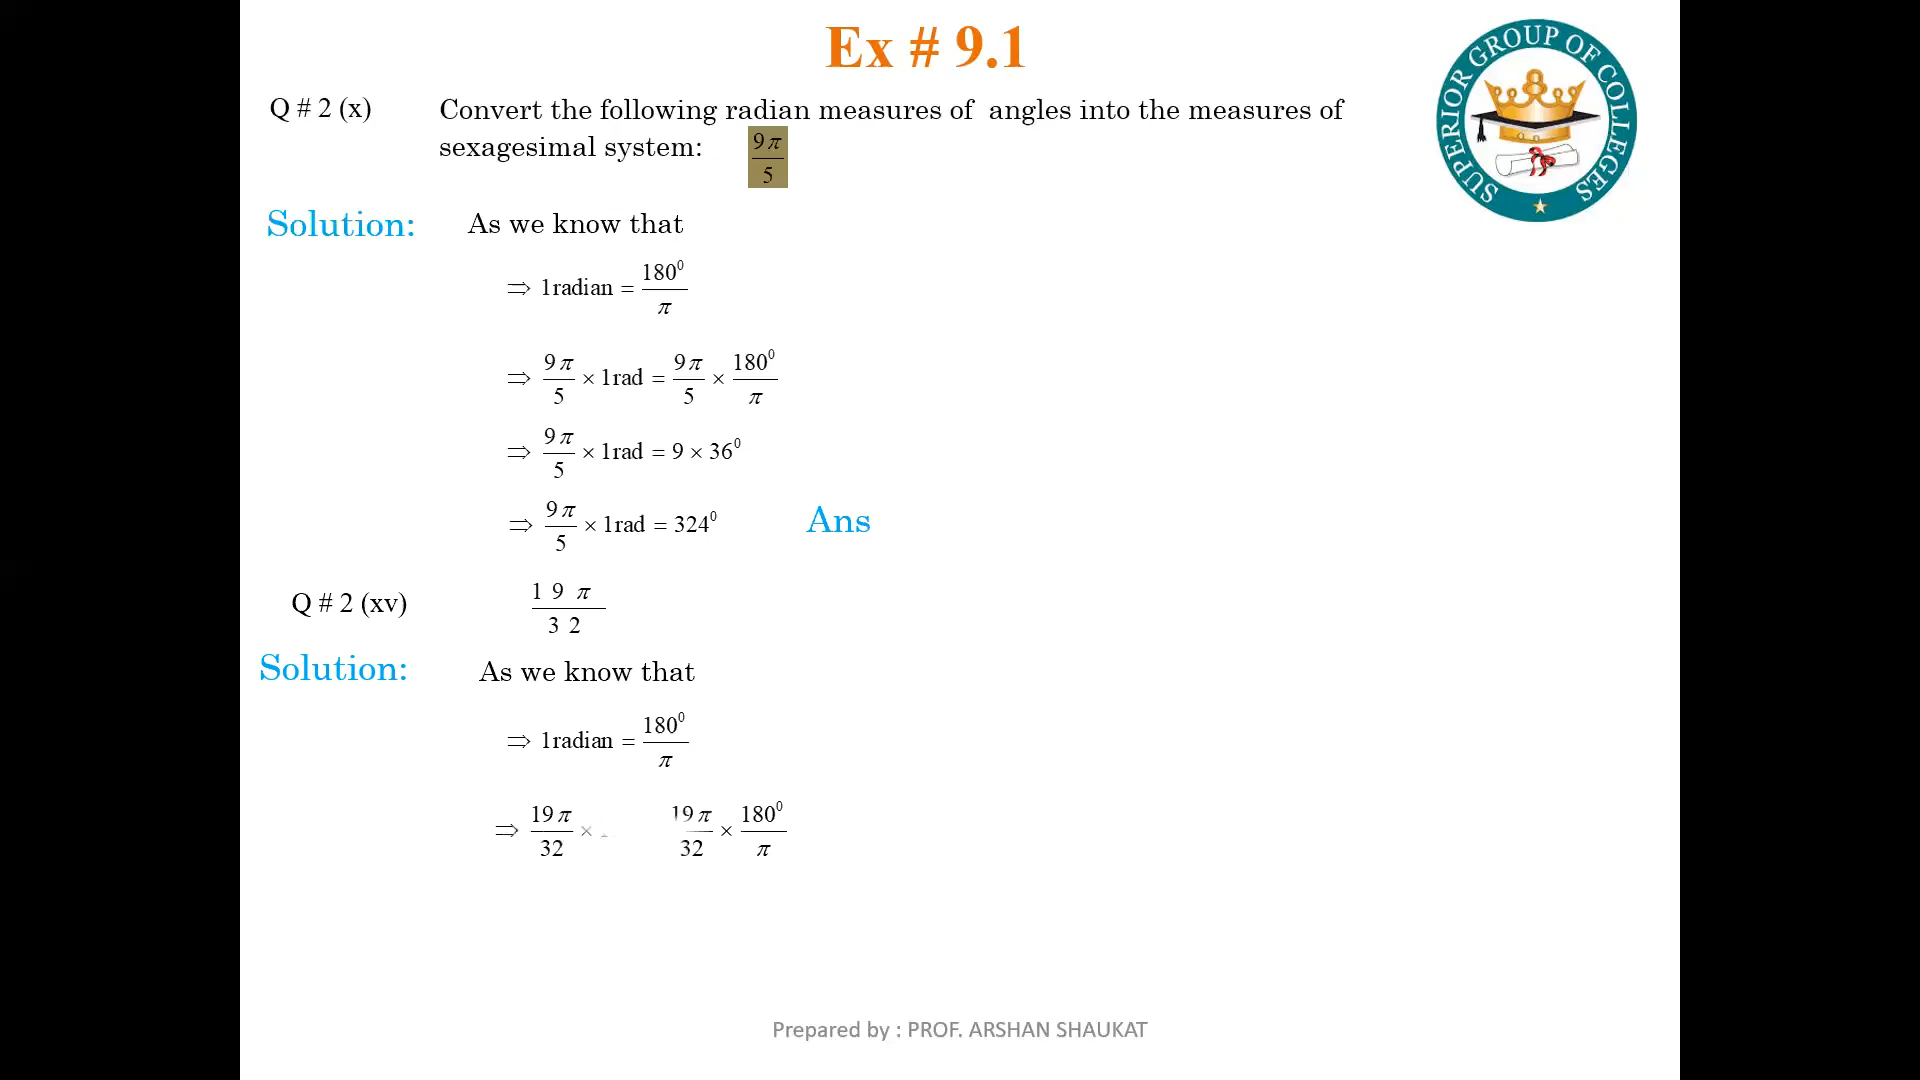 Ex # 9.1
SUPERIOR GROUP OF COLLEGES
Q # 2 (x) Convert the following radian measures of angles into the measures of
sexagesimal system: 9π/5
Solution: As we know that
⇒ 1radian = 180⁰/π
⇒ 9π/5 × 1rad = 9π/5 × 180⁰/π
⇒ 9π/5 × 1rad = 9 × 36⁰
⇒ 9π/5 × 1rad = 324⁰ Ans
Q # 2 (xv) 19π/32
Solution: As we know that
⇒ 1radian = 180⁰/π
⇒ 19π/32 × 19π/32 × 180⁰/π
Prepared by : PROF. ARSHAN SHAUKAT